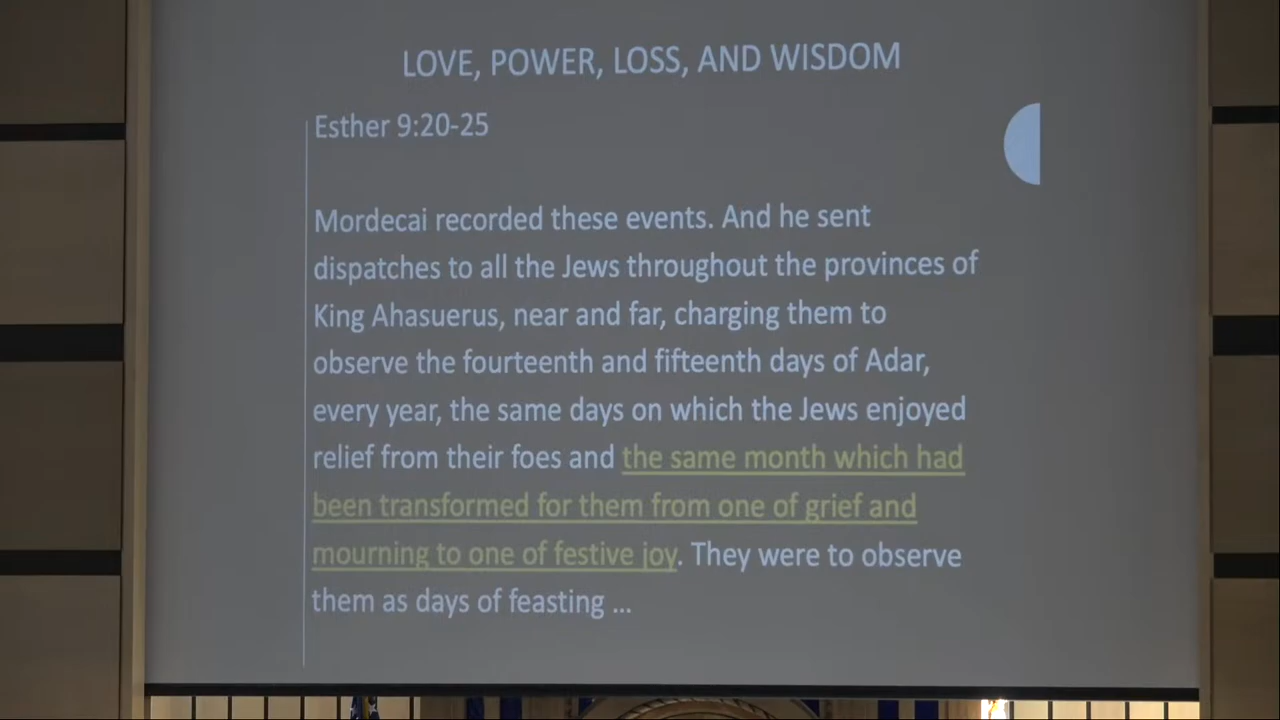 LOVE, POWER, LOSS, AND WISDOM
Esther 9:20-25
Mordecai recorded these events. And he sent
dispatches to all the Jews throughout the provinces of
King Ahasuerus, near and far, charging them to
observe the fourteenth and fifteenth days of Adar,
every year, the same days on which the Jews enjoyed
relief from their foes and the same month which had
been transformed for them from one of grief and
mourning to one of festive joy. They were to observe
them as days of feasting ...